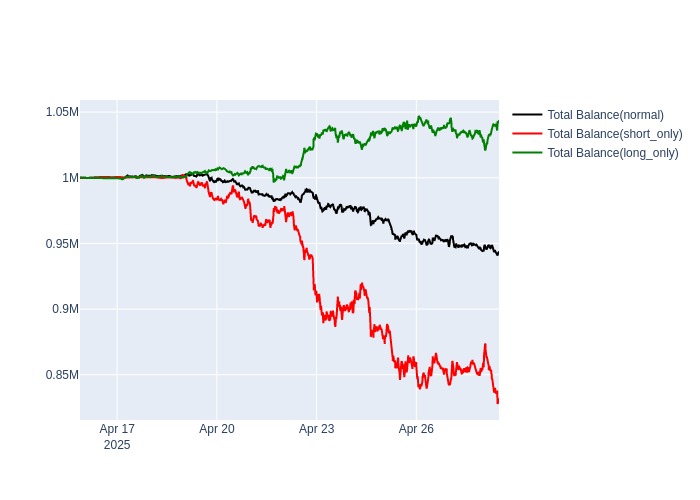 1.05M
1M
0.95M
0.9M
0.85M
Apr 17
2025
Apr 20
Apr 23
Apr 26
Total Balance(normal)
Total Balance(short_only)
Total Balance(long_only)